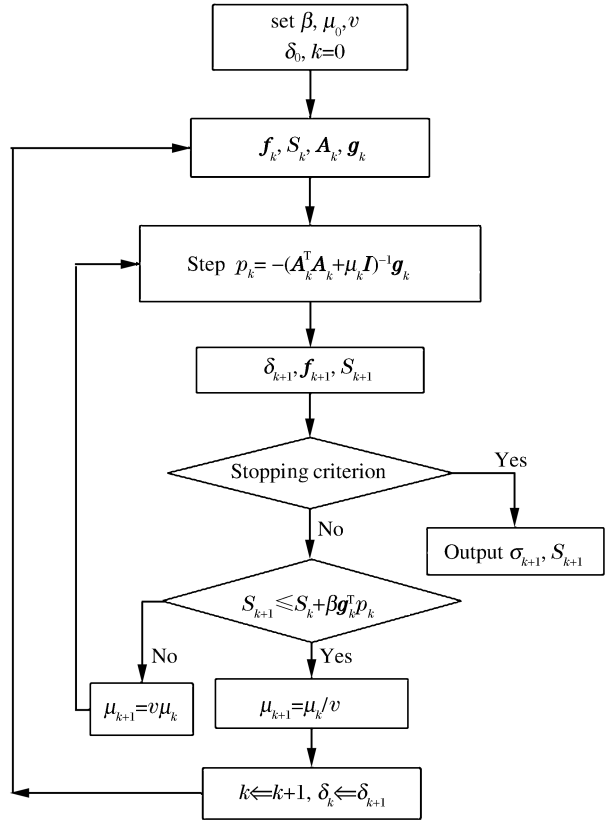 set β, μ₀, v
δ₀, k=0
fₖ, Sₖ, Aₖ, gₖ
Step pₖ= −(AₖᵀAₖ+μₖI)⁻¹gₖ
δₖ₊₁, fₖ₊₁, Sₖ₊₁
Stopping criterion
Yes
Output σₖ₊₁, Sₖ₊₁
No
Sₖ₊₁⩽Sₖ+βgₖᵀpₖ
No
Yes
μₖ₊₁=vμₖ
μₖ₊₁=μₖ/v
k⇐k+1, δₖ⇐δₖ₊₁